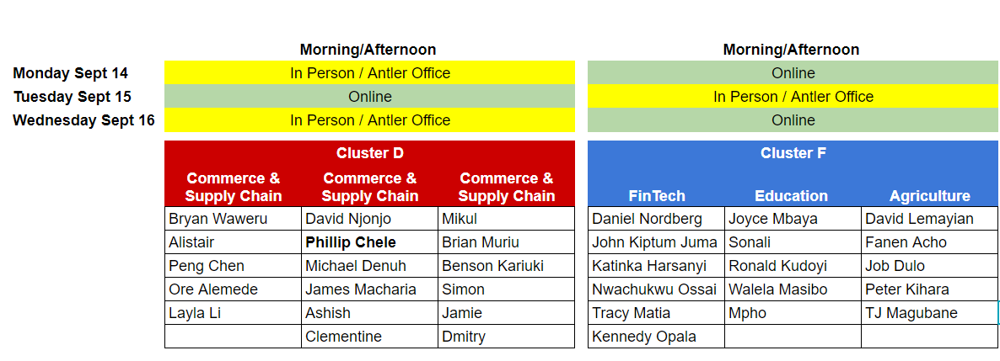 Morning/Afternoon Morning/Afternoon
Monday Sept 14 In Person / Antler Office Online
Tuesday Sept 15 Online In Person / Antler Office
Wednesday Sept 16 In Person / Antler Office Online
Cluster D Cluster F
Commerce & Commerce & Commerce &
Supply Chain Supply Chain Supply Chain FinTech Education Agriculture
Bryan Waweru David Njonjo Mikul Daniel Nordberg Joyce Mbaya David Lemayian
Alistair Phillip Chele Brian Muriu John Kiptum Juma Sonali Fanen Acho
Peng Chen Michael Denuh Benson Kariuki Katinka Harsanyi Ronald Kudoyi Job Dulo
Ore Alemede James Macharia Simon Nwachukwu Ossai Walela Masibo Peter Kihara
Layla Li Ashish Jamie Tracy Matia Mpho TJ Magubane
Clementine Dmitry Kennedy Opala